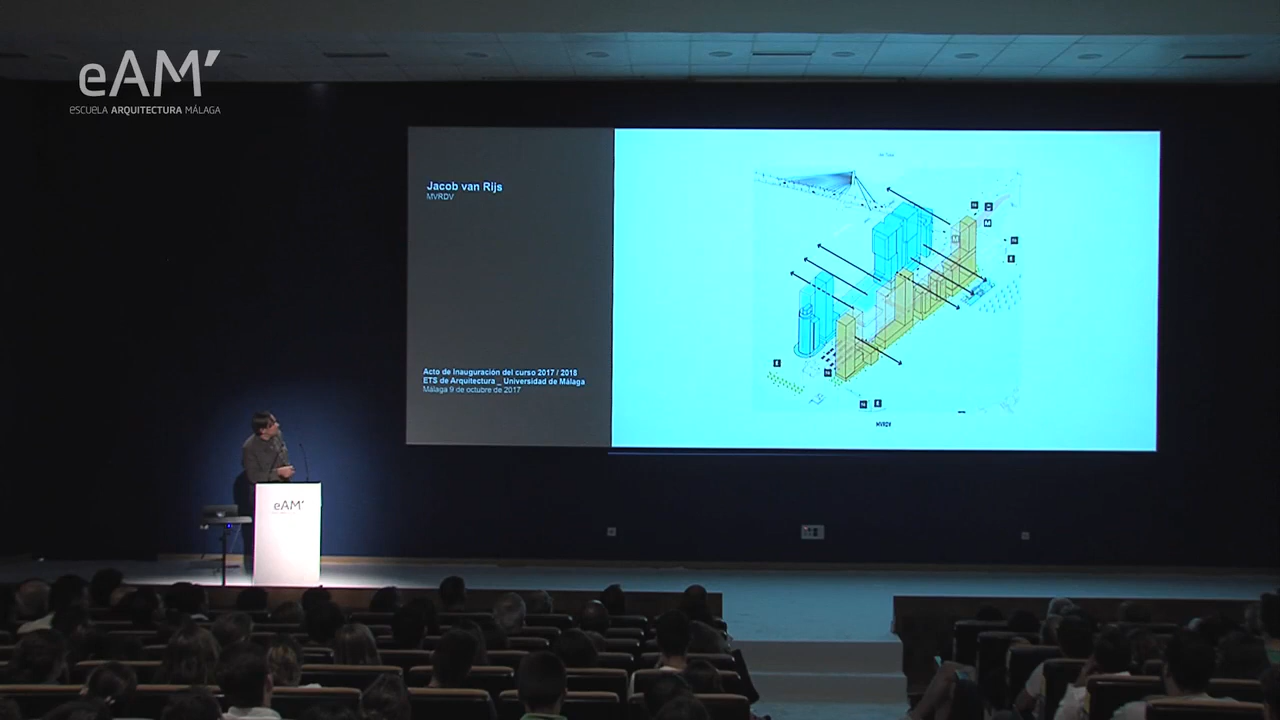 eAM'
ESCUELA ARQUITECTURA MÁLAGA
Jacob van Rijs
MVRDV
Acto de Inauguración del curso 2017 / 2018
ETS de Arquitectura _ Universidad de Málaga
Málaga 9 de octubre de 2017
MVRDV
eAM'